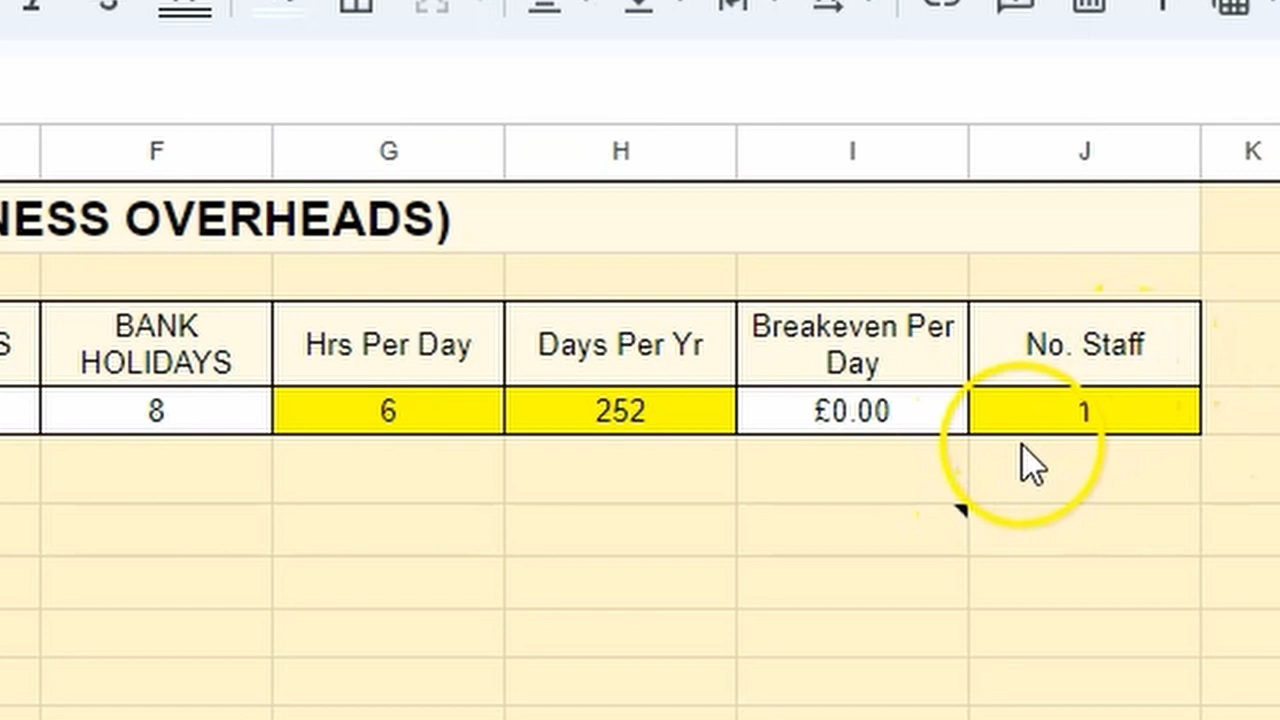 F G H I J K
NESS OVERHEADS)
S BANK HOLIDAYS Hrs Per Day Days Per Yr Breakeven Per Day No. Staff
8 6 252 £0.00 1